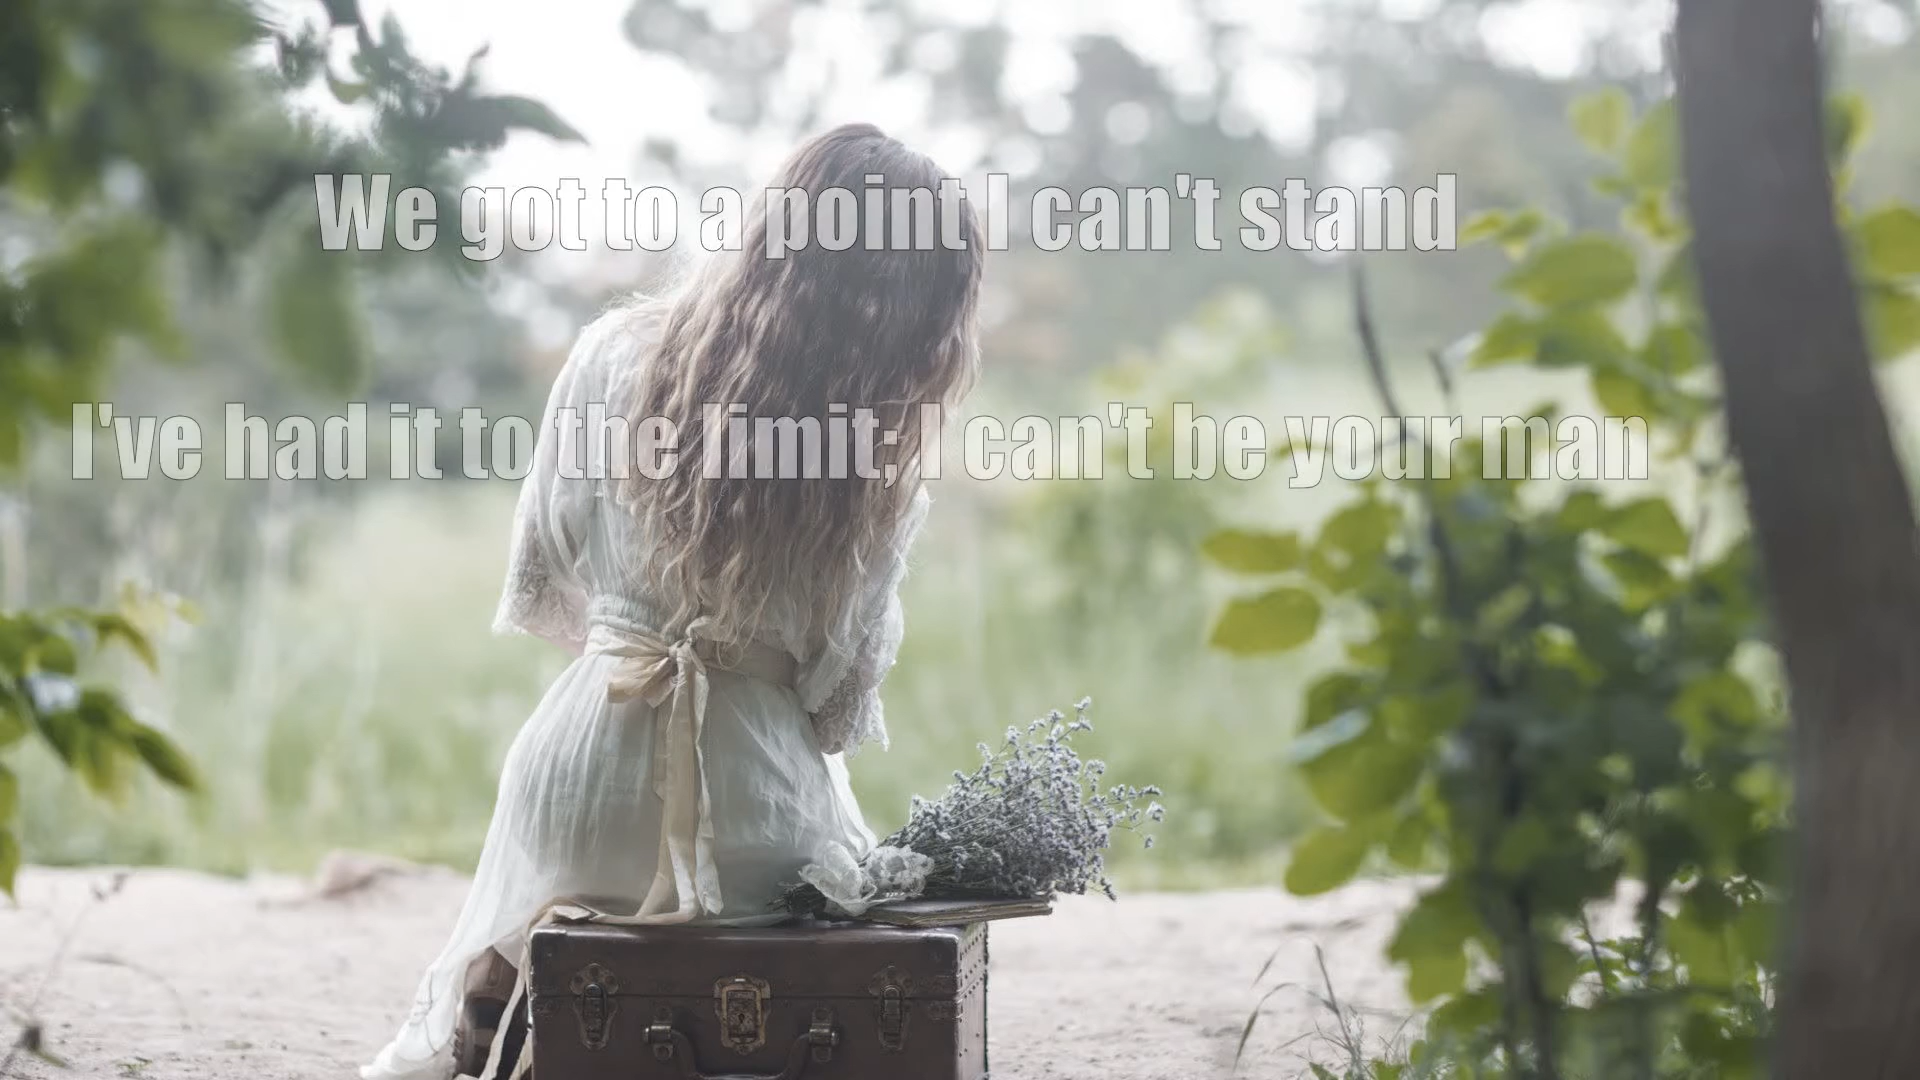 We got to a point I can't stand
I've had it to the limit; I can't be your man